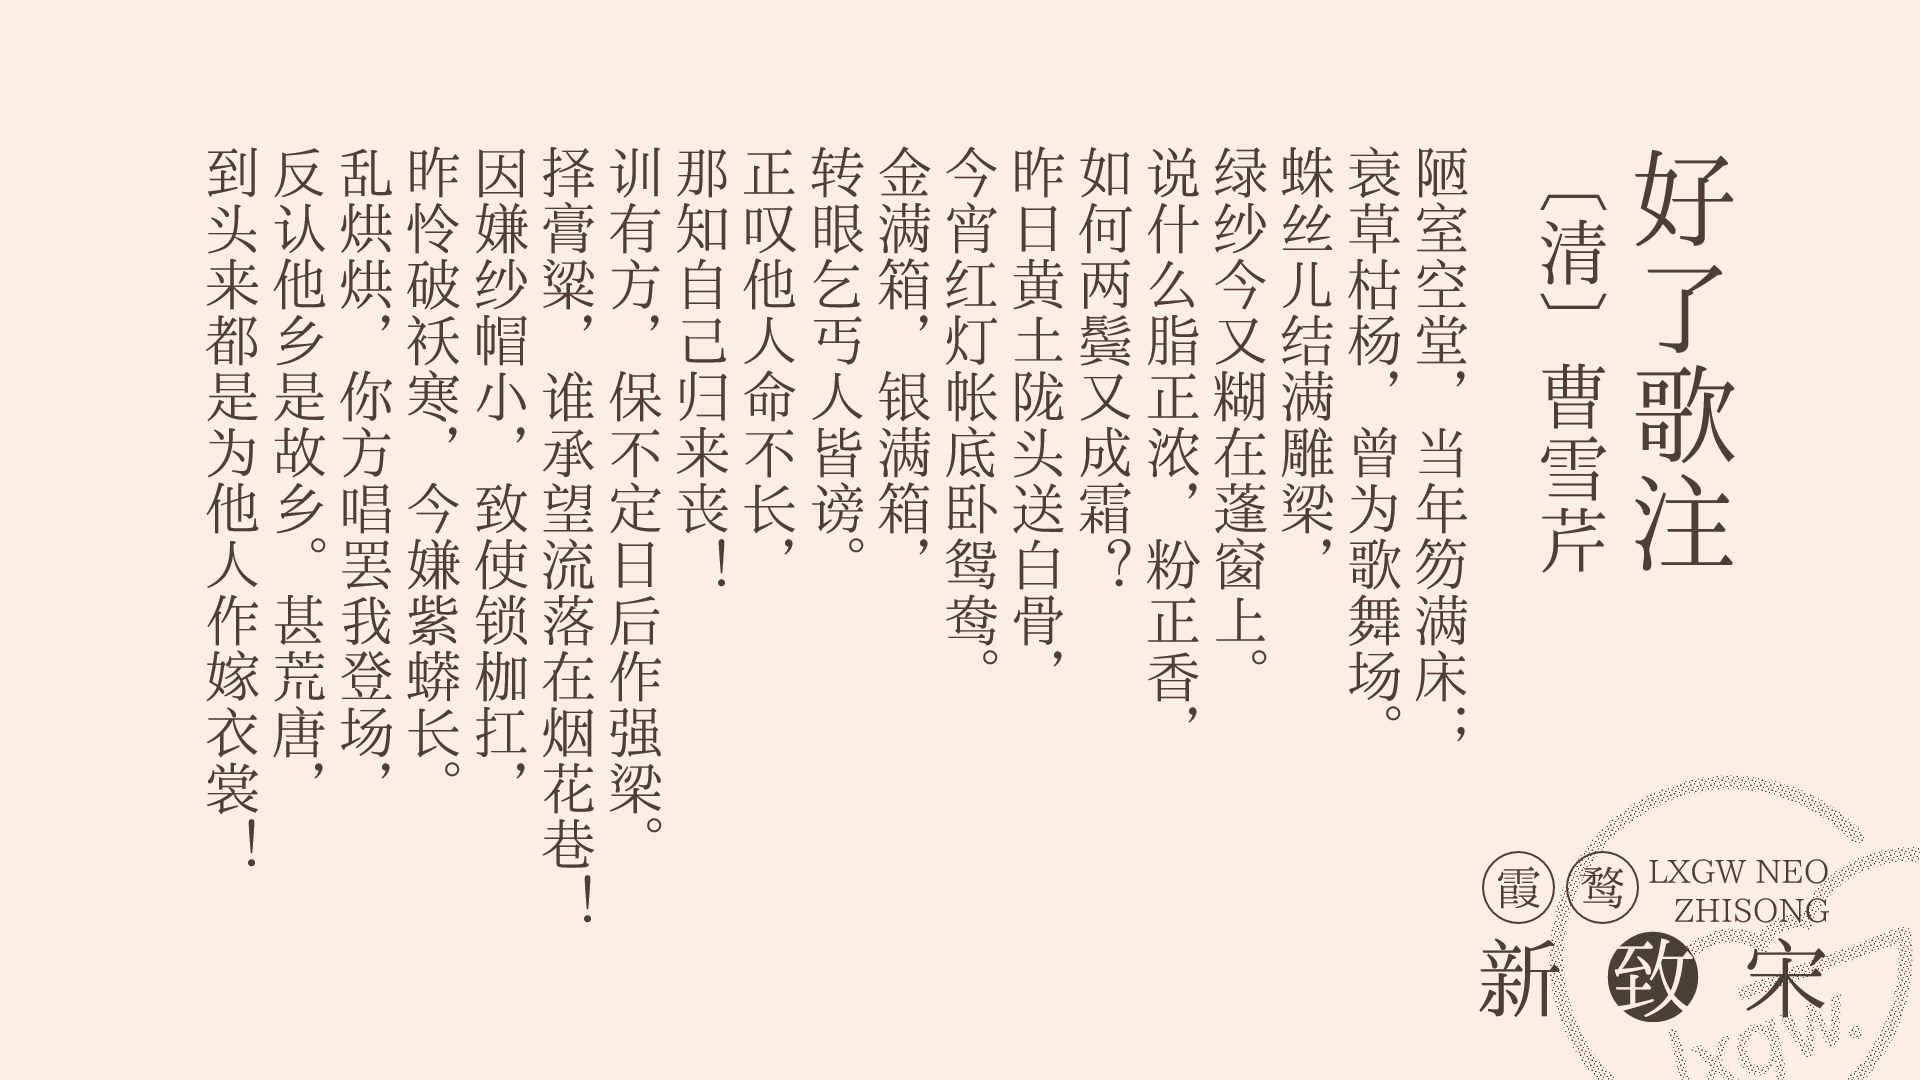 好了歌注
〔清〕曹雪芹
陋室空堂，当年笏满床；
衰草枯杨，曾为歌舞场。
蛛丝儿结满雕梁，
绿纱今又糊在蓬窗上。
说什么脂正浓，粉正香，
如何两鬓又成霜？
昨日黄土陇头送白骨，
今宵红灯帐底卧鸳鸯。
金满箱，银满箱，
转眼乞丐人皆谤。
正叹他人命不长，
那知自己归来丧！
训有方，保不定日后作强梁。
择膏粱，谁承望流落在烟花巷！
因嫌纱帽小，致使锁枷扛，
昨怜破袄寒，今嫌紫蟒长。
乱烘烘，你方唱罢我登场，
反认他乡是故乡。甚荒唐，
到头来都是为他人作嫁衣裳！
霞鹜
LXGW NEO
ZHISONG
新致宋
lxgw.